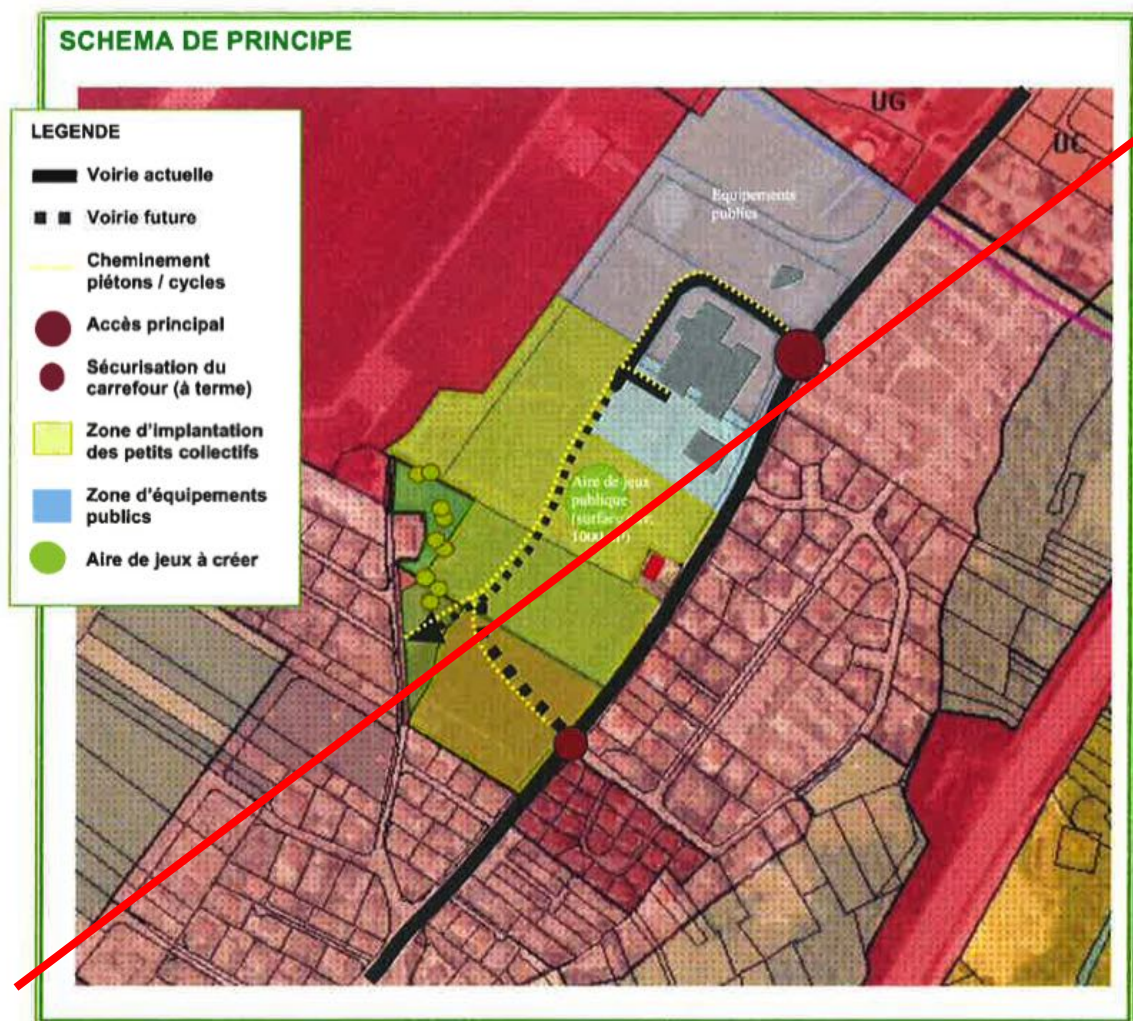 SCHEMA DE PRINCIPE
LEGENDE
Voirie actuelle
Voirie future
Cheminement
piétons / cycles
Accès principal
Sécurisation du
carrefour (à terme)
Zone d'implantation
des petits collectifs
Zone d'équipements
publics
Aire de jeux à créer
UG
UC
Equipements
publics
Aire de jeux
publique